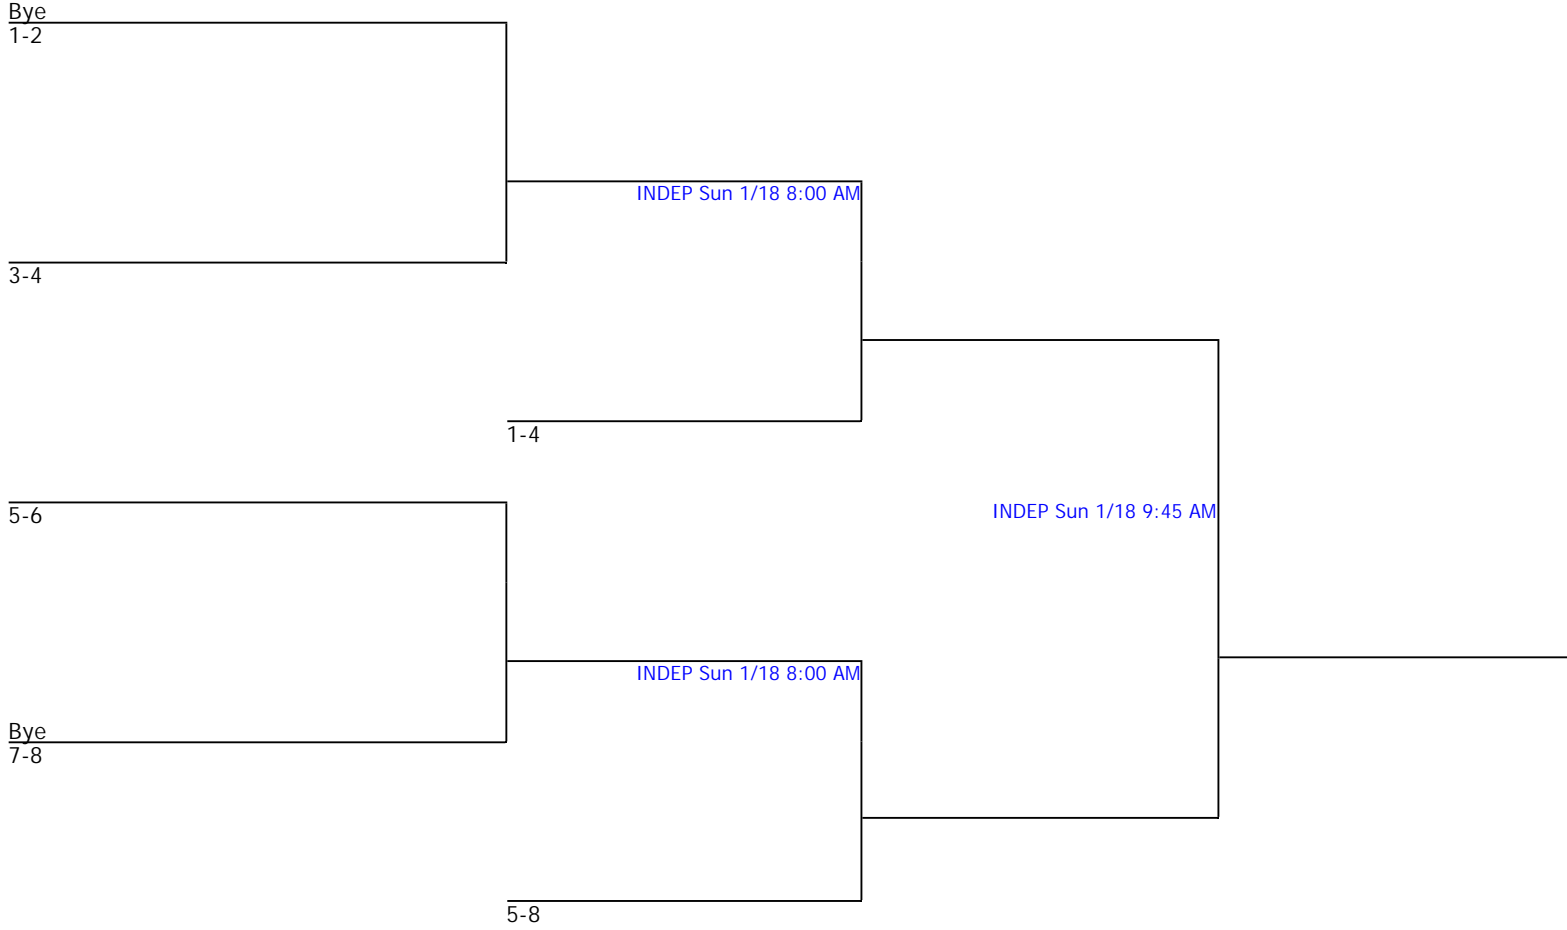 Bye
1-2
INDEP Sun 1/18 8:00 AM
3-4
1-4
5-6
INDEP Sun 1/18 9:45 AM
INDEP Sun 1/18 8:00 AM
Bye
7-8
5-8